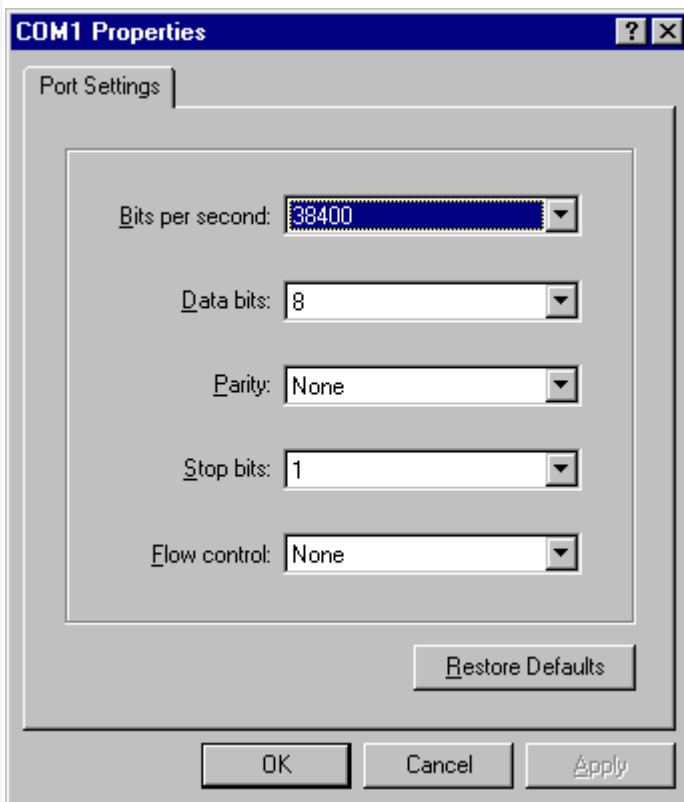 COM1 Properties
Port Settings
Bits per second: 38400
Data bits: 8
Parity: None
Stop bits: 1
Flow control: None
Restore Defaults
OK Cancel Apply